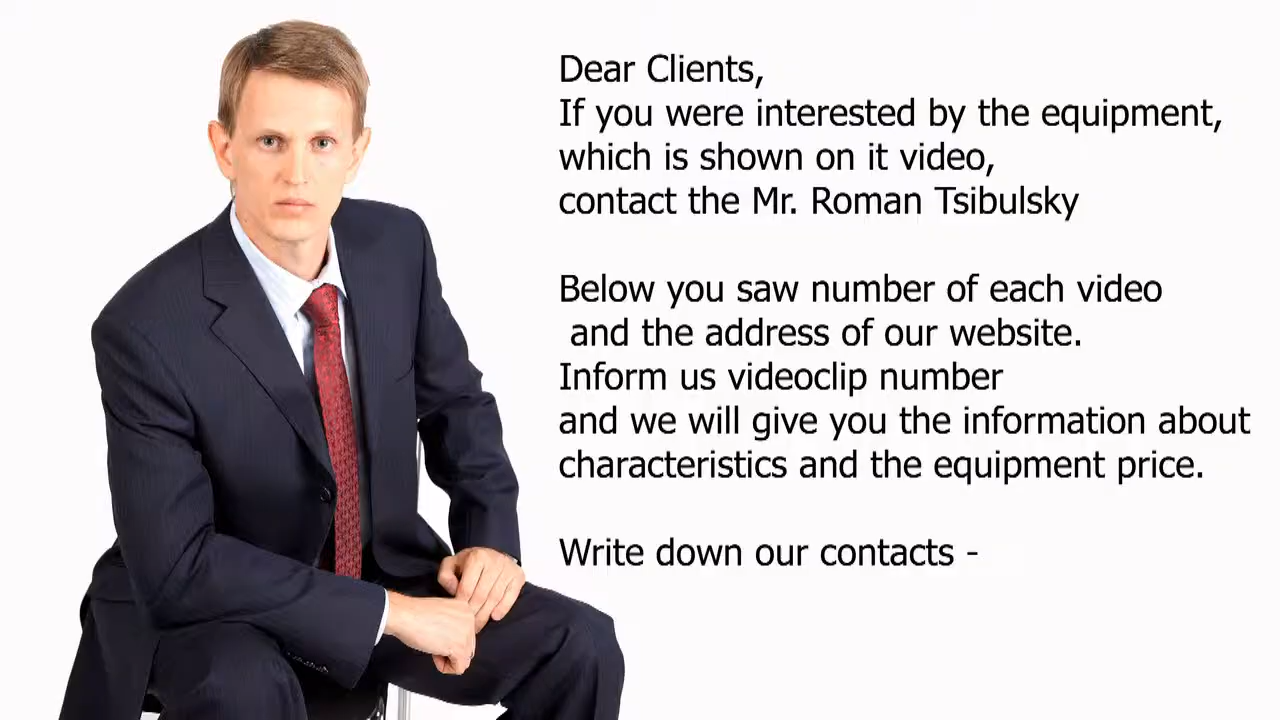 Dear Clients,
If you were interested by the equipment,
which is shown on it video,
contact the Mr. Roman Tsibulsky
Below you saw number of each video
and the address of our website.
Inform us videoclip number
and we will give you the information about
characteristics and the equipment price.
Write down our contacts -